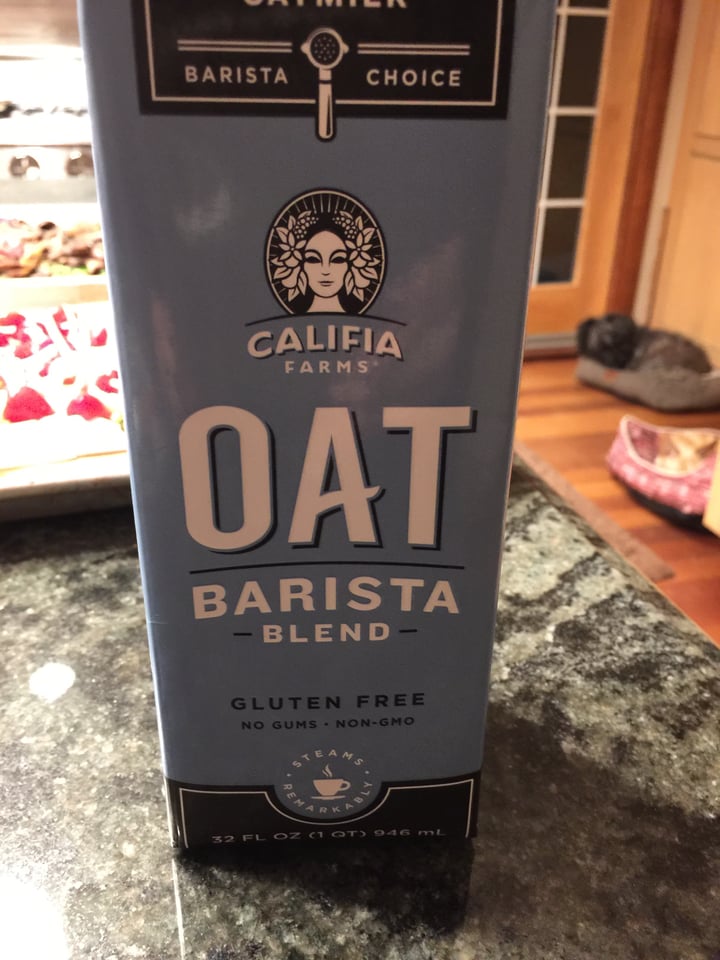 OATMILK
BARISTA CHOICE
CALIFIA
FARMS
OAT
BARISTA
BLEND
GLUTEN FREE
NO GUMS • NON-GMO
STEAMS
REMARKABLY
32 FL OZ (1 QT) 946 mL